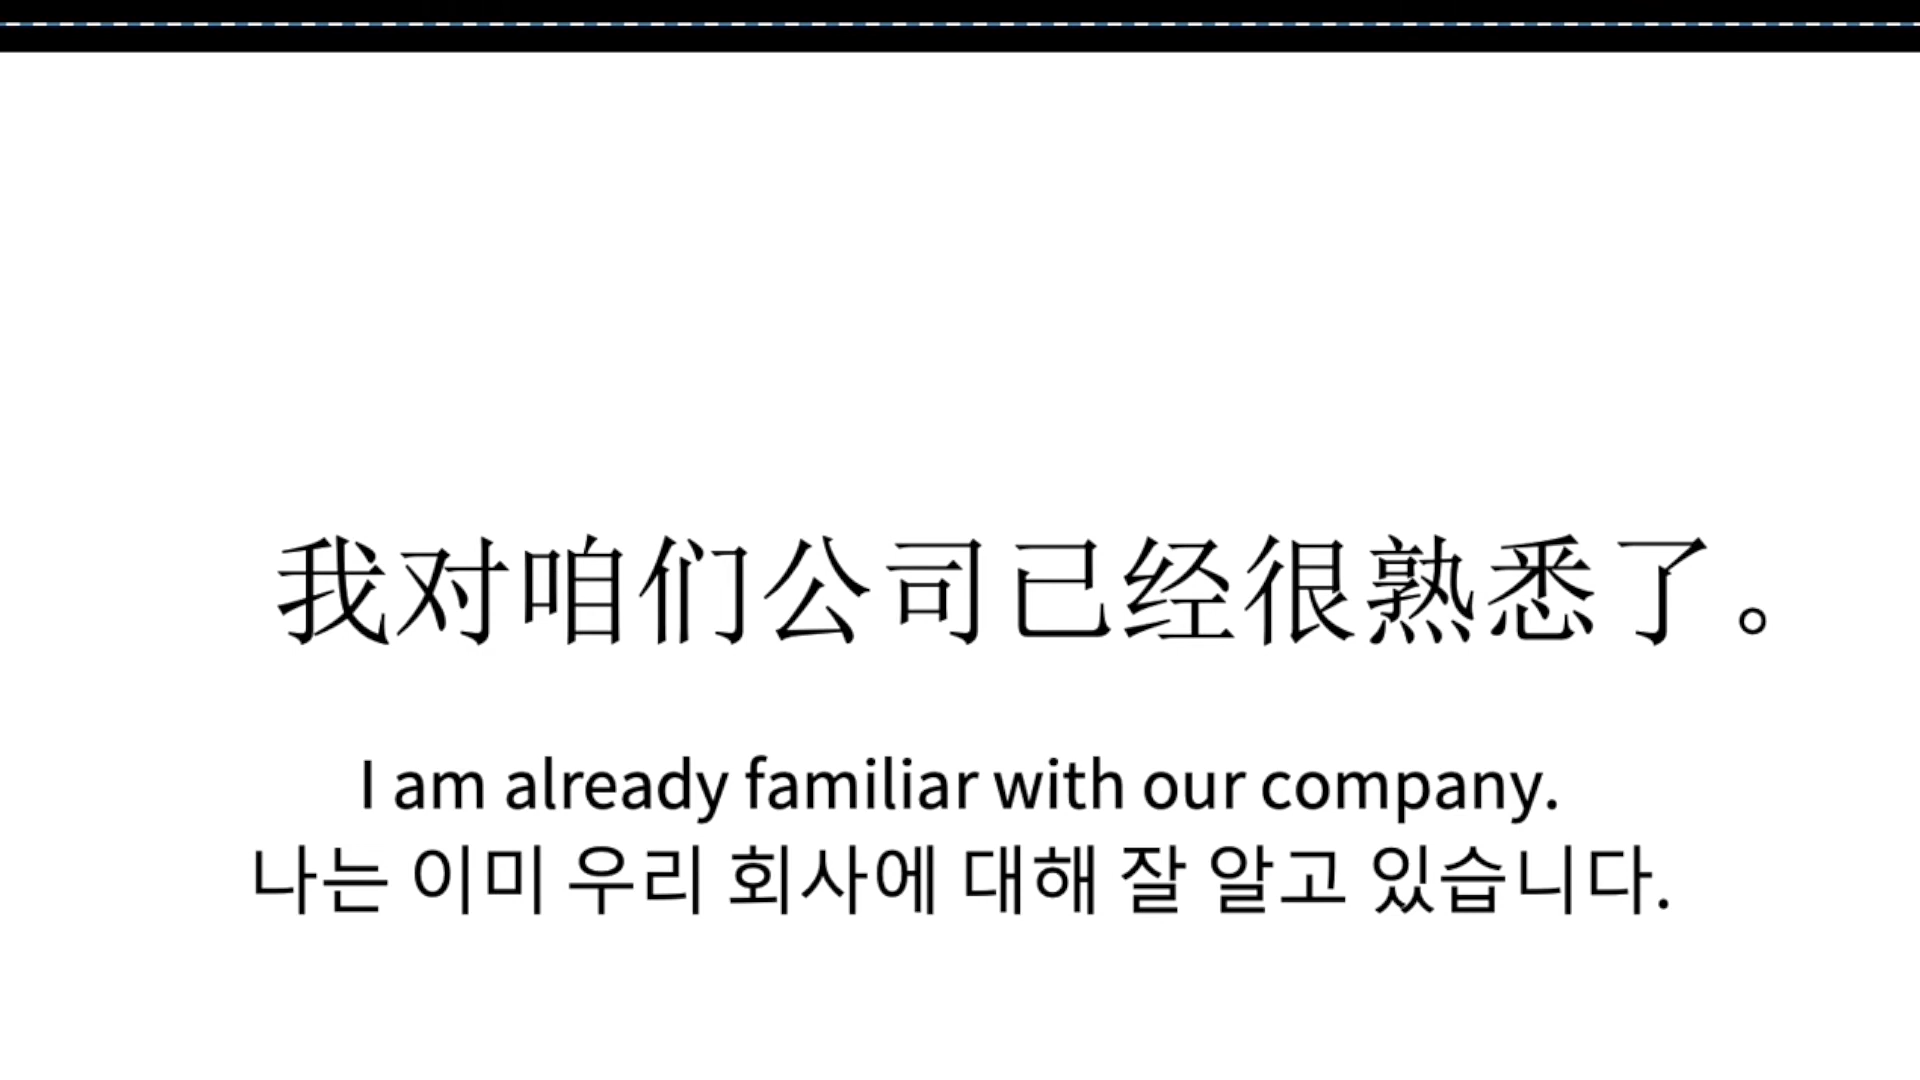 我对咱们公司已经很熟悉了。
I am already familiar with our company.
나는 이미 우리 회사에 대해 잘 알고 있습니다.